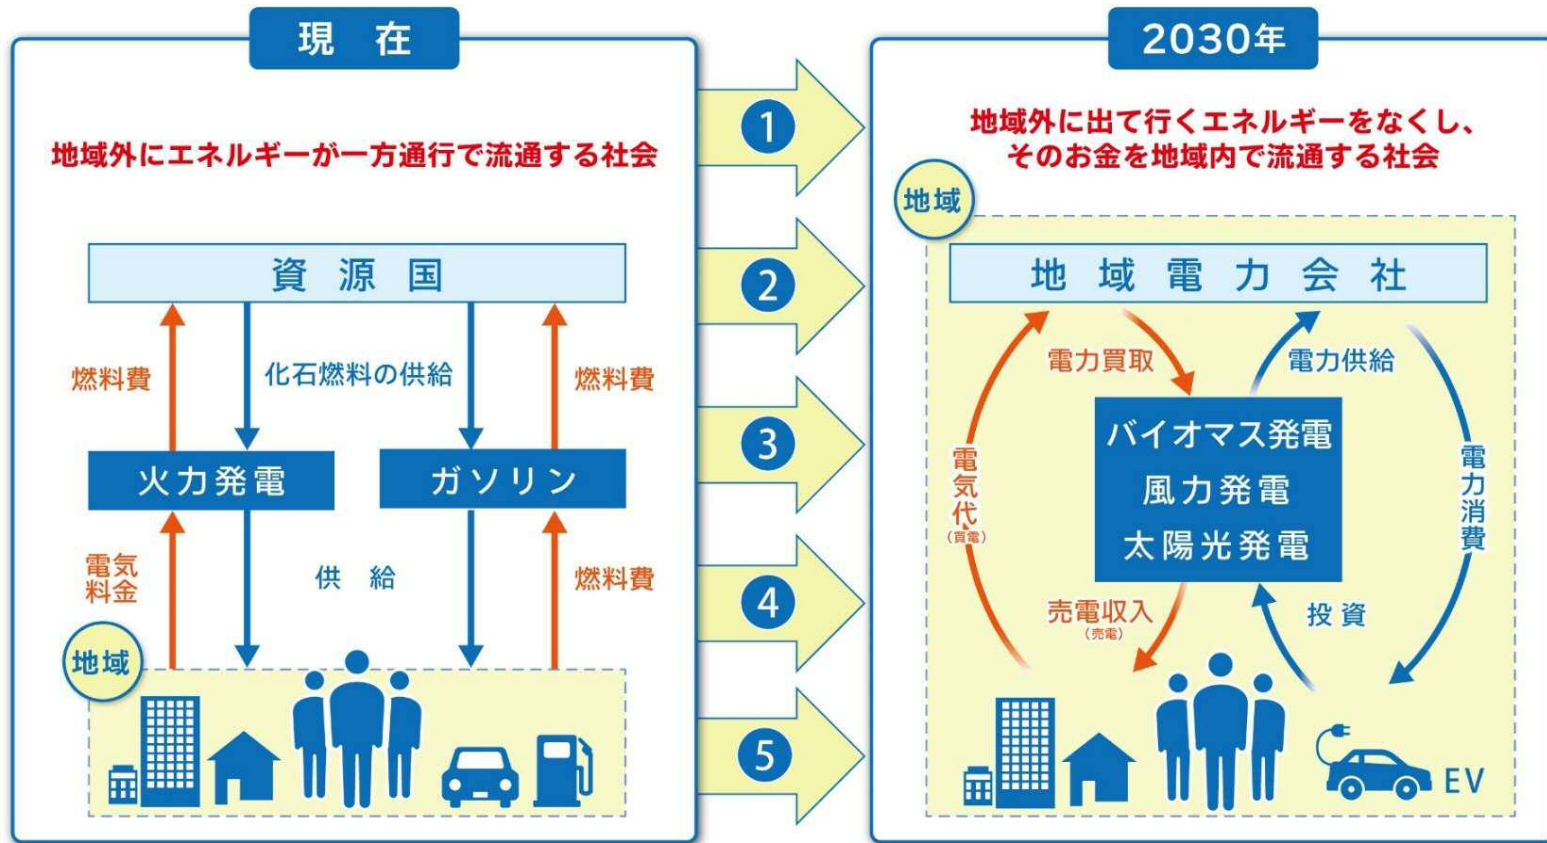 現在
地域外にエネルギーが一方通行で流通する社会
資源国
燃料費
化石燃料の供給
燃料費
火力発電
ガソリン
電気
料金
供給
燃料費
地域
1
2
3
4
5
2030年
地域外に出て行くエネルギーをなくし、
そのお金を地域内で流通する社会
地域
地域電力会社
電力買取
電力供給
バイオマス発電
風力発電
太陽光発電
電気代
(買電)
電力消費
売電収入
(売電)
投資
EV